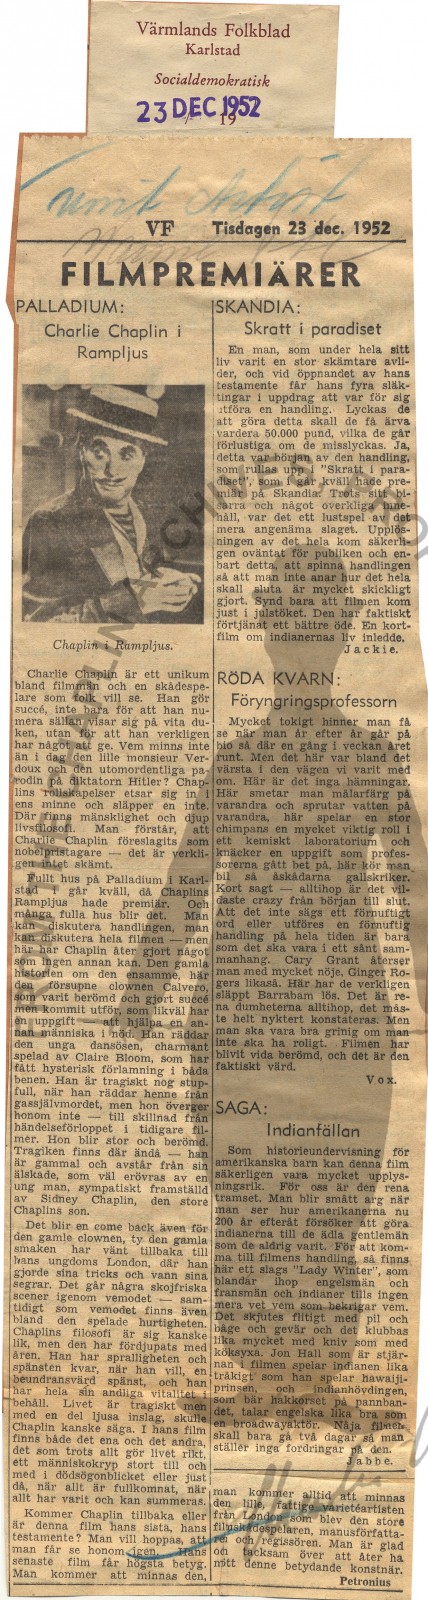 Värmlands Folkblad
Karlstad
Socialdemokratisk
23 DEC 1952
19
VF Tisdagen 23 dec. 1952
FILMPREMIÄRER
PALLADIUM:
Charlie Chaplin i
Rampljus
Chaplin i Rampljus.
Charlie Chaplin är ett unikum
bland filmmän och en skådespe-
lare som folk vill se. Han gör
succé, inte bara för att han nu-
mera sällan visar sig på vita du-
ken, utan för att han verkligen
har något att ge. Vem minns inte
än i dag den lille monsieur Ver-
doux och den utomordentliga pa-
rodin på diktatorn Hitler? Chap-
lins rollskapelser etsar sig in i
ens minne och släpper en inte.
Där finns mänsklighet och djup
livsfilosofi. Man förstår, att
Charlie Chaplin föreslagits som
nobelpristagare — det är verkli-
gen intet skämt.
Fullt hus på Palladium i Karl-
stad i går kväll, då Chaplins
Rampljus hade premiär. Och
många fulla hus blir det. Man
kan diskutera handlingen, man
kan diskutera hela filmen — men
här har Chaplin åter gjort något
som ingen annan kan. Den gamla
historien om den ensamme, här
den försupne clownen Calvero,
som varit berömd och gjort succé
men kommit utför, som likväl har
en uppgift — att hjälpa en an-
nan människa i nöd. Han räddar
den unga dansösen, charmant
spelad av Claire Bloom, som har
fått hysterisk förlamning i båda
benen. Han är tragiskt nog stup-
full, när han räddar henne från
gassjälvmordet, men hon överger
honom inte — till skillnad från
händelseförloppet i tidigare fil-
mer. Hon blir stor och berömd.
Tragiken finns där ändå — han
är gammal och avstår från sin
älskade, som väl erövras av en
ung man, sympatiskt framställd
av Sidney Chaplin, den store
Chaplins son.
Det blir en come back även för
den gamle clownen, ty den gamla
smaken har vänt tillbaka till
hans ungdoms London, där han
gjorde sina tricks och vann sina
segrar. Det går några skojfriska
scener igenom vemodet — sam-
tidigt som vemodet finns även
bland den spelade hurtigheten.
Chaplins filosofi är sig kanske
lik, men den har fördjupats med
åren. Han har spralligheten och
spänsten kvar, när han vill, en
beundransvärd spänst, och han
har hela sin andliga vitalitet i
behåll. Livet är tragiskt men
med en del ljusa inslag, skulle
Chaplin kanske säga. I hans film
finns både det ena och det andra,
det som trots allt gör livet rikt,
ett människokryp stort till och
med i dödsögonblicket eller just
då, när allt är fullkomnat, när
allt har varit och kan summeras.
Kommer Chaplin tillbaka eller
är denna film hans sista, hans
testamente? Man vill hoppas, att
man får se honom igen. Hans
senaste film får högsta betyg.
Man kommer att minnas den,
SKANDIA:
Skratt i paradiset
En man, som under hela sitt
liv varit en stor skämtare avli-
der, och vid öppnandet av hans
testamente får hans fyra släk-
tingar i uppdrag att var för sig
utföra en handling. Lyckas de
att göra detta skall de få ärva
vardera 50.000 pund, vilka de går
förlustiga om de misslyckas. Ja,
detta var början av den handling,
som rullas upp i "Skratt i para-
diset", som i går kväll hade pre-
miär på Skandia. Trots sitt bi-
sarra och något overkliga inne-
håll, var det ett lustspel av det
mera angenäma slaget. Upplös-
ningen av det hela kom säkerli-
gen oväntat för publiken och en-
bart detta, att spinna handlingen
så att man inte anar hur det hela
skall sluta är mycket skickligt
gjort. Synd bara att filmen kom
just i julstöket. Den har faktiskt
förtjänat ett bättre öde. En kort-
film om indianernas liv inledde.
Jackie.
RÖDA KVARN:
Föryngringsprofessorn
Mycket tokigt hinner man få
se när man år efter år går på
bio så där en gång i veckan året
runt. Men det här var bland det
värsta i den vägen vi varit med
om. Här är det inga hämningar.
Här smetar man målarfärg på
varandra och sprutar vatten på
varandra, här spelar en stor
chimpans en mycket viktig roll i
ett kemiskt laboratorium och
knäcker en uppgift som profes-
sorerna gått bet på, här kör man
bil så åskådarna gallskriker.
Kort sagt — alltihop är det vil-
daste crazy från början till slut.
Att det inte sägs ett förnuftigt
ord eller utföres en förnuftig
handling på hela tiden är bara
som det ska vara i ett sånt sam-
manhang. Cary Grant återser
man med mycket nöje, Ginger Ro-
gers likaså. Här har de verkligen
släppt Barrabam lös. Det är re-
na dumheterna alltihop, det mås-
te helt nyktert konstateras. Men
man ska vara bra grinig om man
inte ska ha roligt. Filmen har
blivit vida berömd, och det är den
faktiskt värd.
Vox.
SAGA:
Indianfällan
Som historieundervisning för
amerikanska barn kan denna film
säkerligen vara mycket upplys-
ningsrik. För oss är den rena
tramset. Man blir smått arg när
man ser hur amerikanerna nu
200 år efteråt försöker att göra
indianerna till de ädla gentlemän
som de aldrig varit. För att kom-
ma till filmens handling, så finns
här ett slags "Lady Winter", som
blandar ihop engelsmän och
fransmän och indianer tills ingen
mera vet vem som bekrigar vem.
Det skjutes flitigt med pil och
båge och gevär och det klubbas
lika mycket med kniv som med
köksyxa. Jon Hall som är stjär-
nan i filmen spelar indianen lika
tråkigt som han spelar hawaiji-
prinsen, och indianhövdingen,
som bär hakkorset på pannban-
det, talar engelska lika bra som
en broadwayaktör. Nåja filmen
skall bara gå två dagar så man
ställer inga fordringar på den.
Jabbe.
man kommer alltid att minnas
den lille, fattige varietéartisten
från London som blev den store
filmskådespelaren, manusförfatta-
ren och regissören. Man är glad
och tacksam över att åter ha
mött denne betydande konstnär.
Petronius